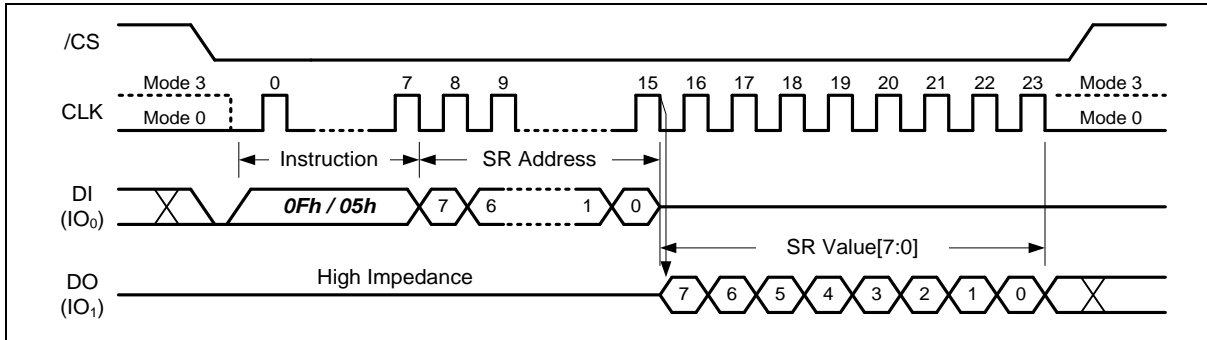 /CS
Mode 3 0 7 8 9 15 16 17 18 19 20 21 22 23 Mode 3
CLK
Mode 0 Mode 0
Instruction SR Address
DI
(IO₀)
0Fh / 05h 7 6 1 0
SR Value[7:0]
High Impedance
DO
(IO₁)
7 6 5 4 3 2 1 0